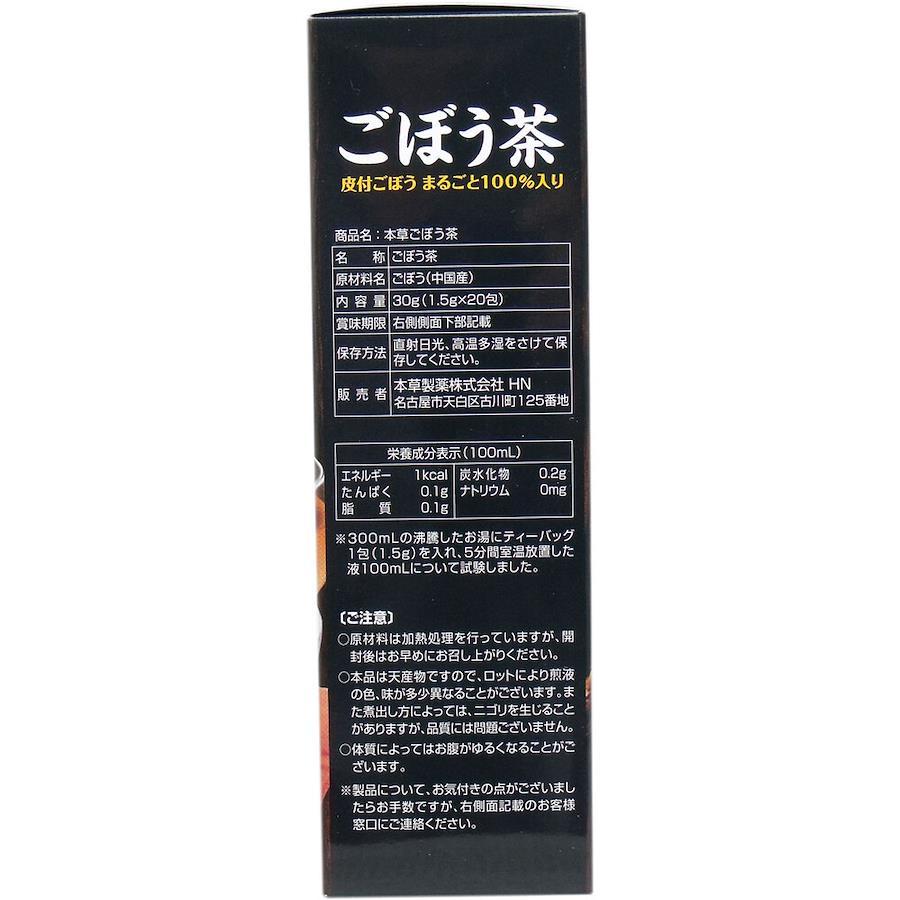 ごぼう茶
皮付ごぼう まるごと100%入り
商品名:本草ごぼう茶
名称 ごぼう茶
原材料名 ごぼう(中国産)
内容量 30g(1.5g×20包)
賞味期限 右側側面下部記載
保存方法 直射日光、高温多湿をさけて保
存してください。
販売者 本草製薬株式会社 HN
名古屋市天白区古川町125番地
栄養成分表示(100mL)
エネルギー 1kcal 炭水化物 0.2g
たんぱく 0.1g ナトリウム 0mg
脂質 0.1g
※300mLの沸騰したお湯にティーバッグ
1包(1.5g)を入れ、5分間室温放置した
液100mLについて試験しました。
〔ご注意〕
○原材料は加熱処理を行っていますが、開
封後はお早めにお召し上がりください。
○本品は天産物ですので、ロットにより煎液
の色、味が多少異なることがございます。ま
た煮出し方によっては、ニゴリを生じること
がありますが、品質には問題ございません。
○体質によってはお腹がゆるくなることがご
ざいます。
※製品について、お気付きの点がございまし
たらお手数ですが、右側面記載のお客様
窓口にご連絡ください。